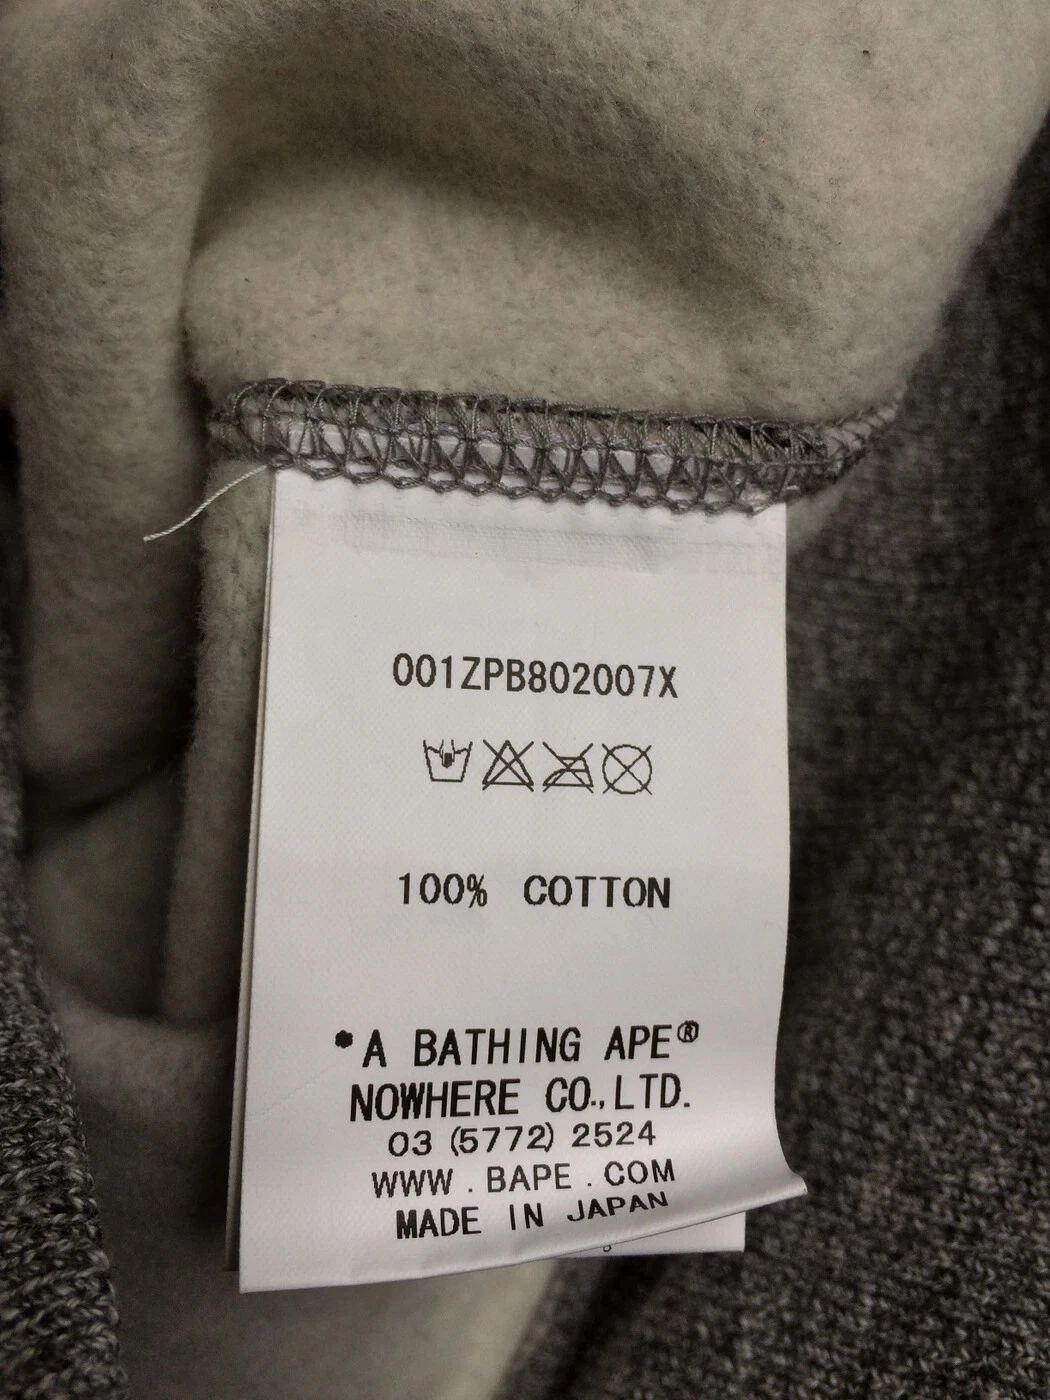 001ZPB802007X
100% COTTON
•A BATHING APE®
NOWHERE CO.,LTD.
03 (5772) 2524
WWW.BAPE.COM
MADE IN JAPAN